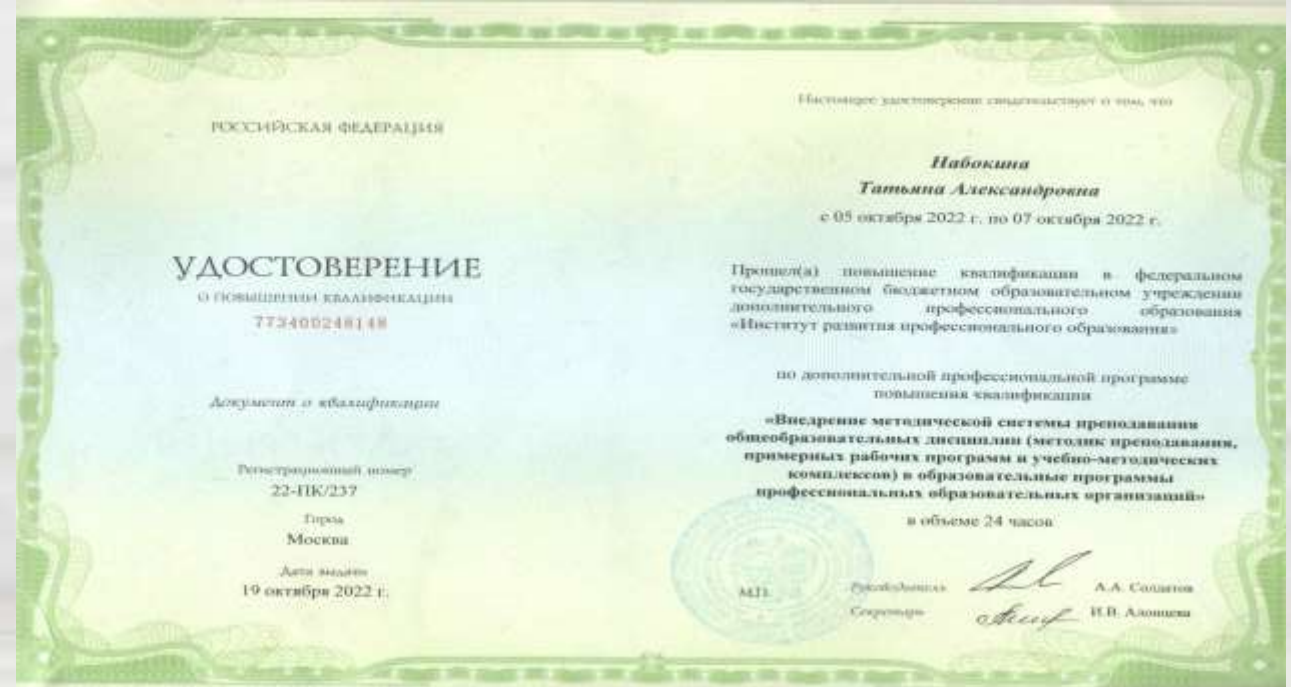 РОССИЙСКАЯ ФЕДЕРАЦИЯ
УДОСТОВЕРЕНИЕ
О ПОВЫШЕНИИ КВАЛИФИКАЦИИ
773400248148
Документ о квалификации
Регистрационный номер
22-ПК/237
Город
Москва
Дата выдачи
19 октября 2022 г.
Настоящее удостоверение свидетельствует о том, что
Набокина
Татьяна Александровна
с 05 октября 2022 г. по 07 октября 2022 г.
Прошел(а) повышение квалификации в федеральном
государственном бюджетном образовательном учреждении
дополнительного профессионального образования
«Институт развития профессионального образования»
по дополнительной профессиональной программе
повышения квалификации
«Внедрение методической системы преподавания
общеобразовательных дисциплин (методик преподавания,
примерных рабочих программ и учебно-методических
комплексов) в образовательные программы
профессиональных образовательных организаций»
в объеме 24 часов
М.П.
Руководитель
А.А.
Секретарь
И.В.